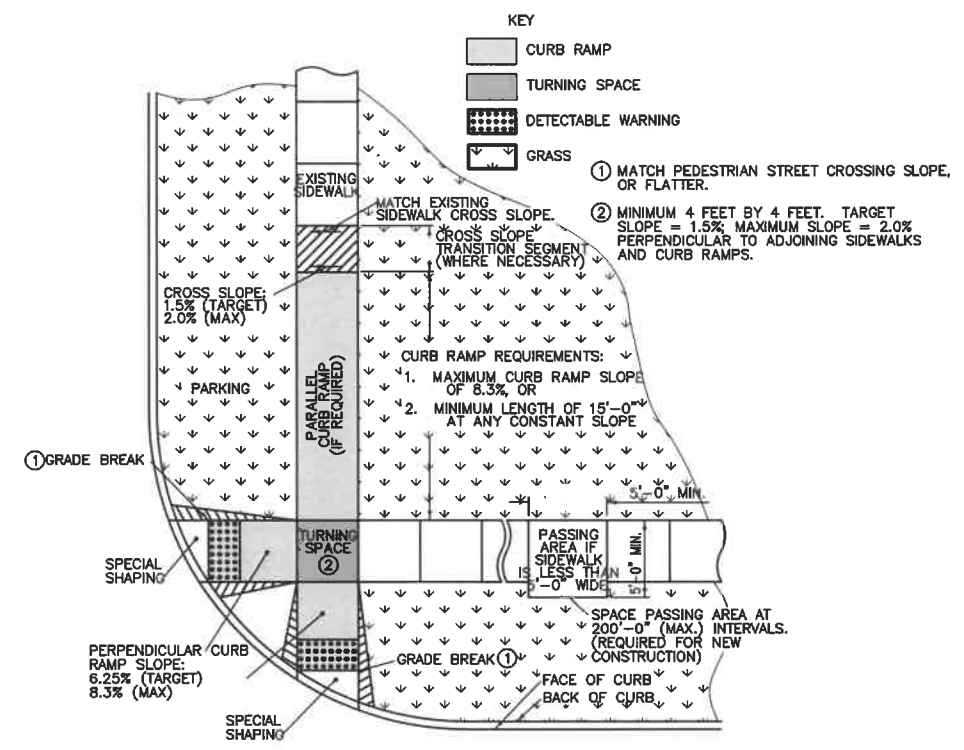 KEY
CURB RAMP
TURNING SPACE
DETECTABLE WARNING
GRASS
① MATCH PEDESTRIAN STREET CROSSING SLOPE,
OR FLATTER.
② MINIMUM 4 FEET BY 4 FEET. TARGET
SLOPE = 1.5%; MAXIMUM SLOPE = 2.0%
PERPENDICULAR TO ADJOINING SIDEWALKS
AND CURB RAMPS.
EXISTING
SIDEWALK
MATCH EXISTING
SIDEWALK CROSS SLOPE.
CROSS SLOPE
TRANSITION SEGMENT
(WHERE NECESSARY)
CROSS SLOPE:
1.5% (TARGET)
2.0% (MAX)
PARKING
PARALLEL
CURB RAMP
(IF REQUIRED)
CURB RAMP REQUIREMENTS:
1. MAXIMUM CURB RAMP SLOPE
OF 8.3%, OR
2. MINIMUM LENGTH OF 15'-0"
AT ANY CONSTANT SLOPE
① GRADE BREAK
5'-0" MIN.
TURNING
SPACE
②
PASSING
AREA IF
SIDEWALK
IS LESS THAN
5'-0" WIDE
5'-0" MIN.
SPECIAL
SHAPING
SPACE PASSING AREA AT
200'-0" (MAX.) INTERVALS.
(REQUIRED FOR NEW
CONSTRUCTION)
PERPENDICULAR CURB
RAMP SLOPE:
6.25% (TARGET)
8.3% (MAX)
GRADE BREAK ①
FACE OF CURB
BACK OF CURB
SPECIAL
SHAPING